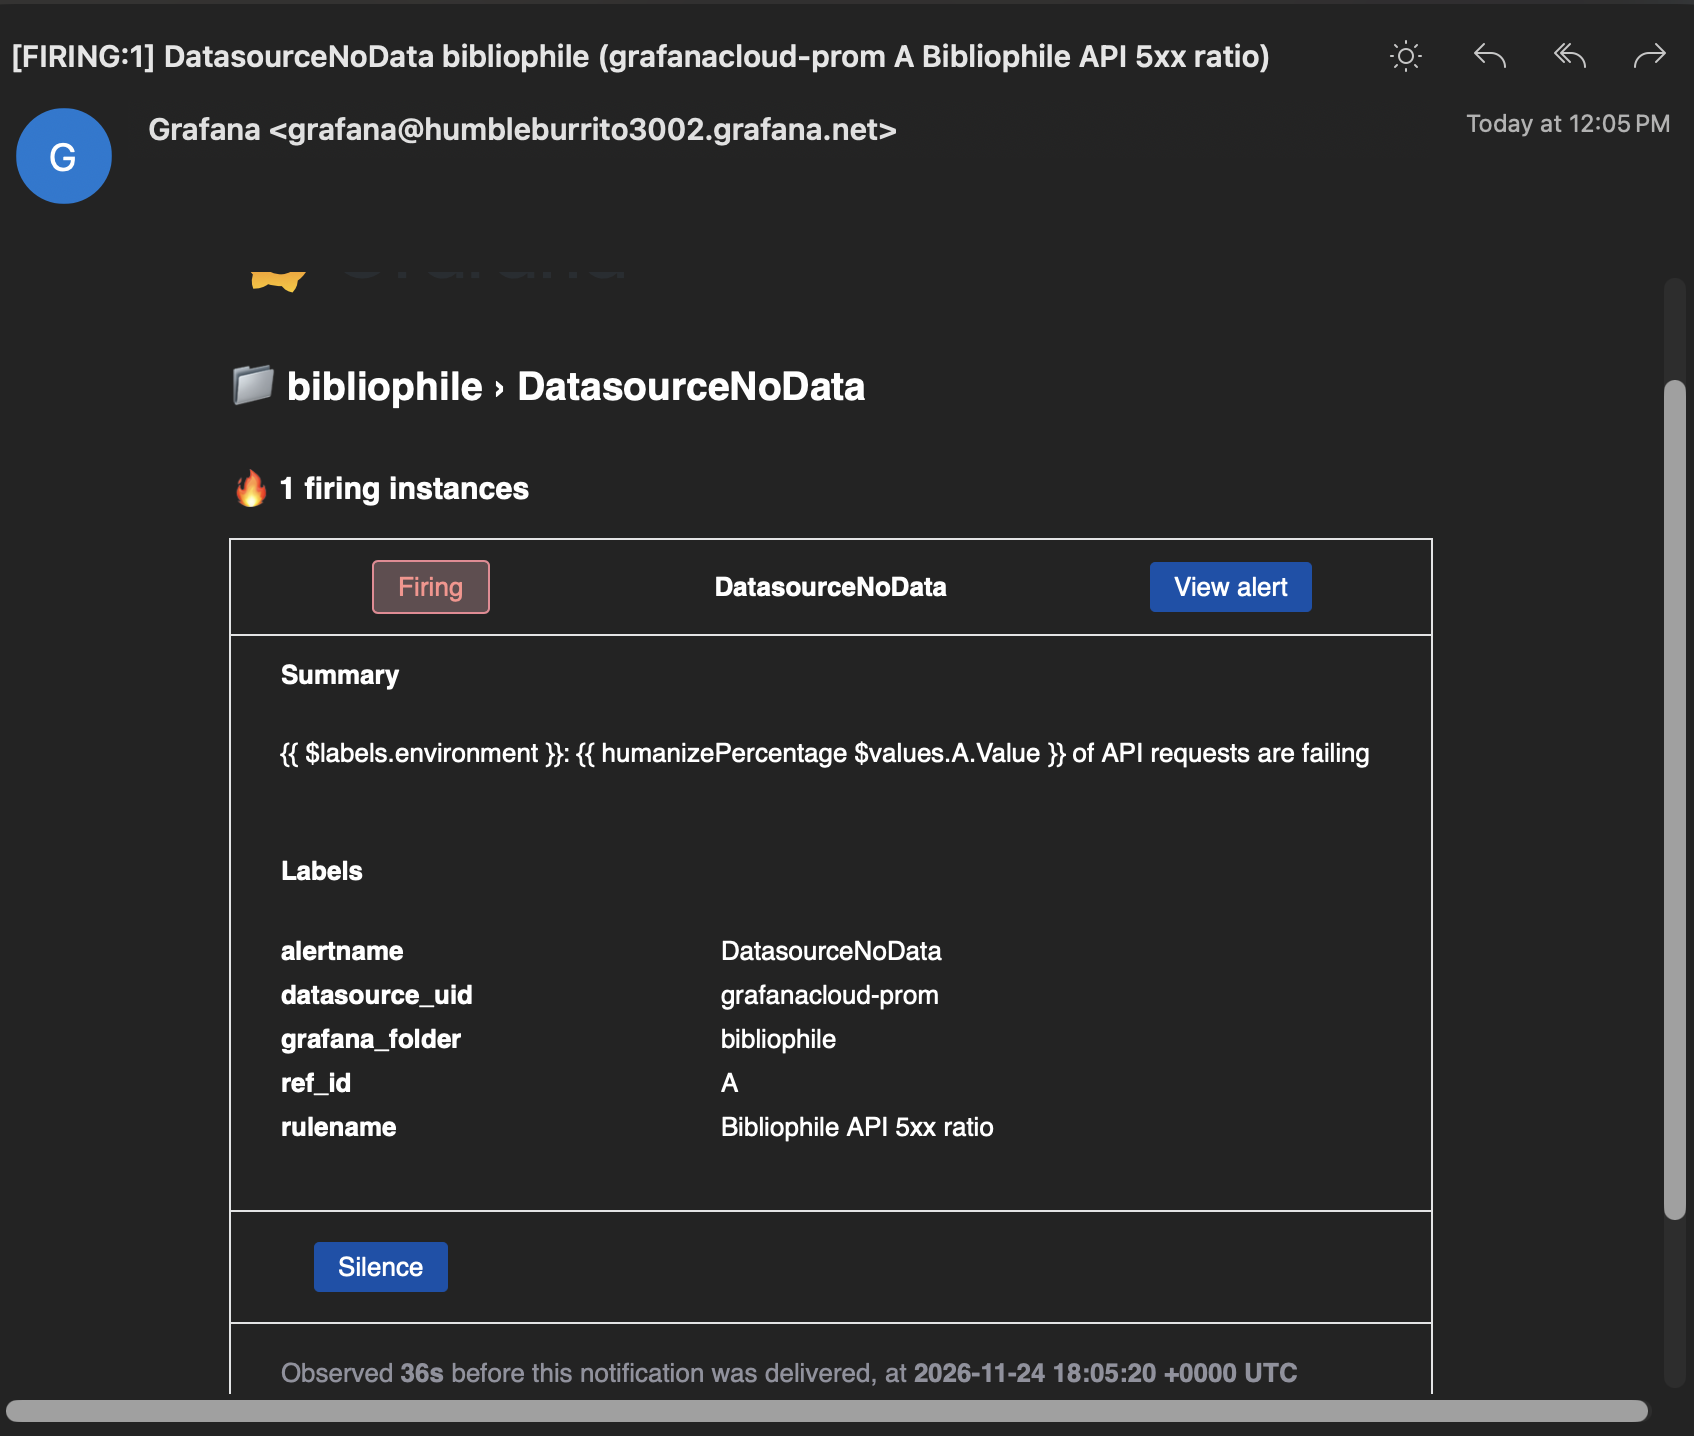 [FIRING:1] DatasourceNoData bibliophile (grafanacloud-prom A Bibliophile API 5xx ratio)
G
Grafana <grafana@humbleburrito3002.grafana.net>
Today at 12:05 PM
bibliophile › DatasourceNoData
1 firing instances
Firing
DatasourceNoData
View alert
Summary
{{ $labels.environment }}: {{ humanizePercentage $values.A.Value }} of API requests are failing
Labels
alertname DatasourceNoData
datasource_uid grafanacloud-prom
grafana_folder bibliophile
ref_id A
rulename Bibliophile API 5xx ratio
Silence
Observed 36s before this notification was delivered, at 2026-11-24 18:05:20 +0000 UTC